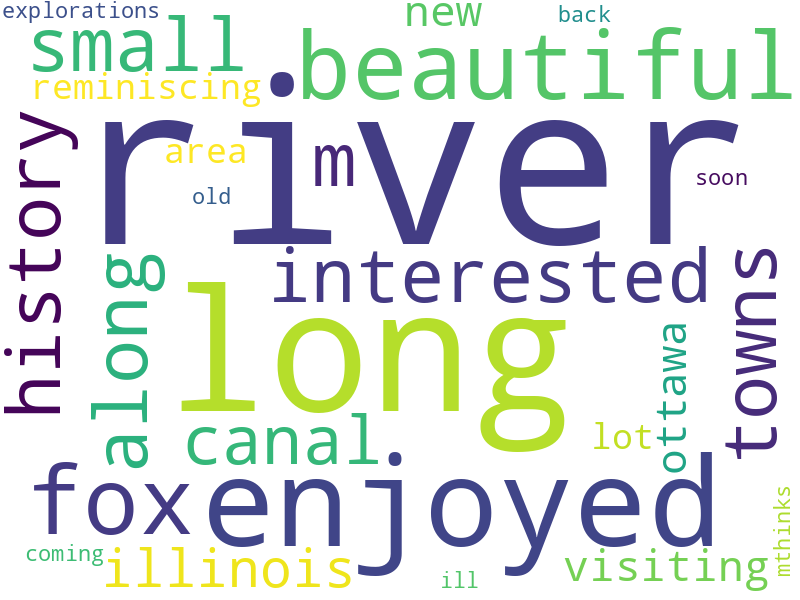 explorations
back
new
small
beautiful
reminiscing
river
history
area
m
old
soon
along
interested
towns
long
ottawa
canal
lot
fox
enjoyed
mthinks
coming
illinois
ill
visiting